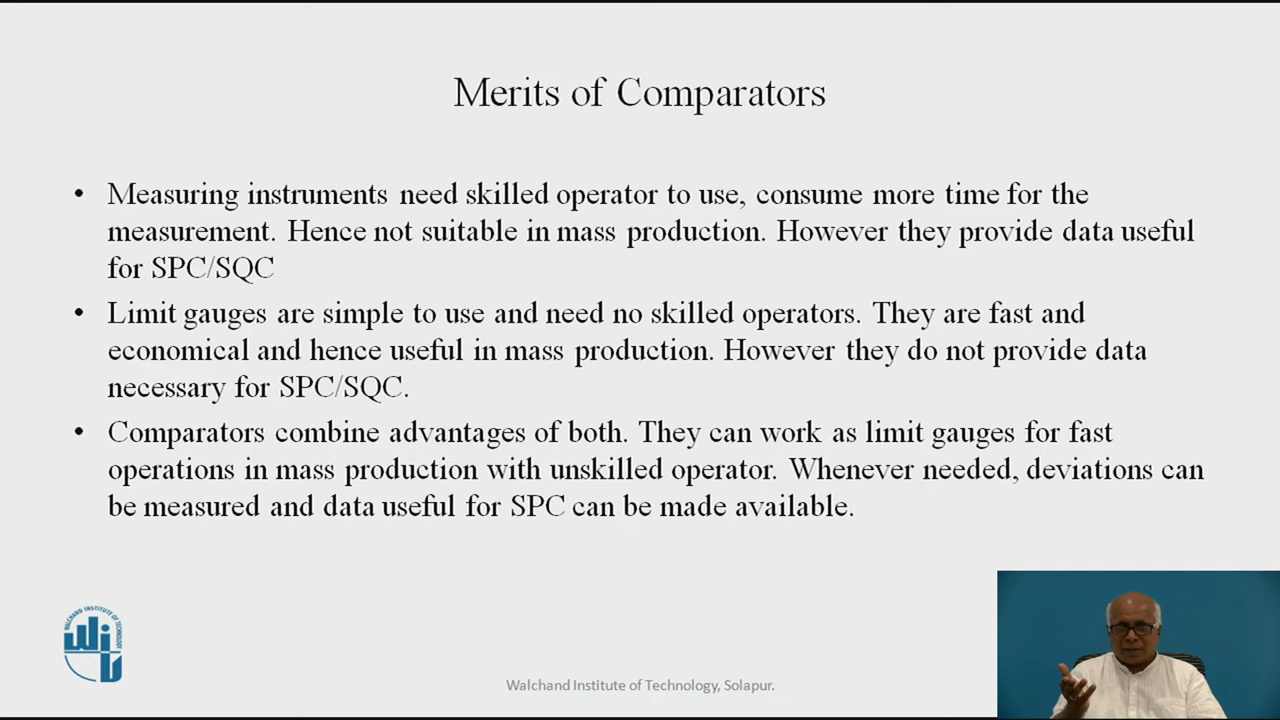 Merits of Comparators
• Measuring instruments need skilled operator to use, consume more time for the
measurement. Hence not suitable in mass production. However they provide data useful
for SPC/SQC
• Limit gauges are simple to use and need no skilled operators. They are fast and
economical and hence useful in mass production. However they do not provide data
necessary for SPC/SQC.
• Comparators combine advantages of both. They can work as limit gauges for fast
operations in mass production with unskilled operator. Whenever needed, deviations can
be measured and data useful for SPC can be made available.
WALCHAND INSTITUTE OF TECHNOLOGY
WIT
Walchand Institute of Technology, Solapur.